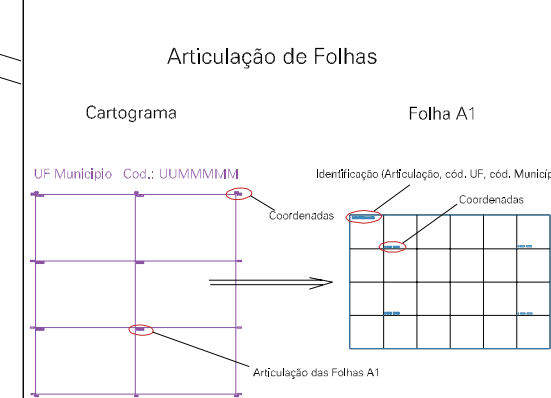 Articulação de Folhas
Cartograma
Folha A1
UF Municipio Cod.: UUMMMMM
Identificação (Articulação, cód. UF, cód. Municíp
Coordenadas
Coordenadas
Articulação das Folhas A1